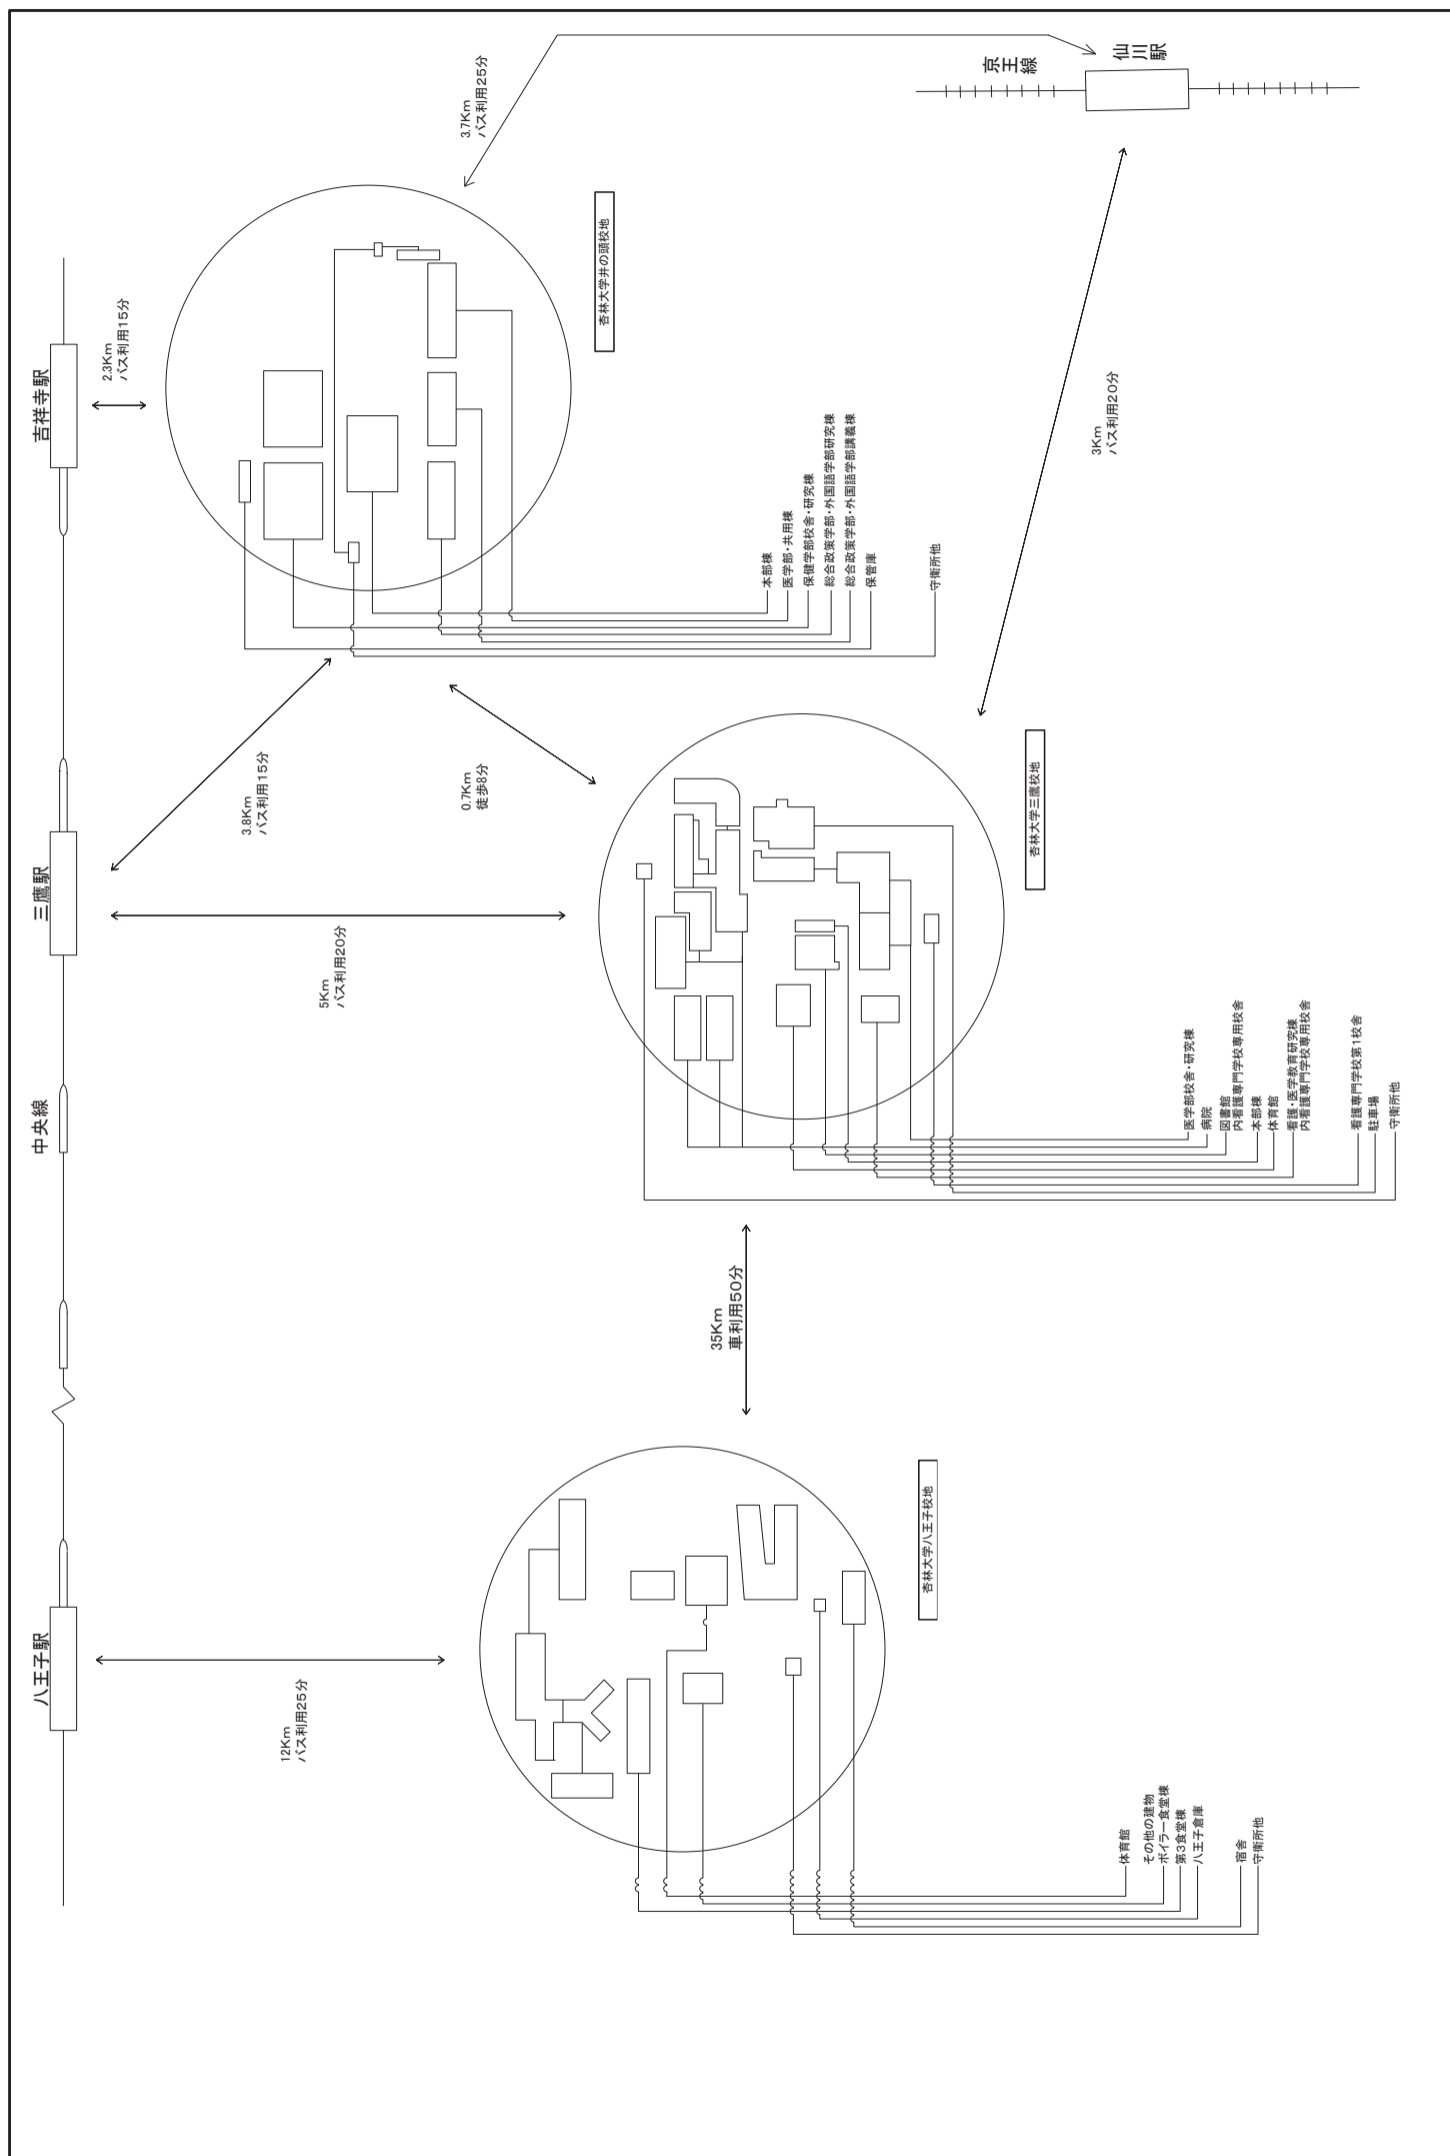 八王子駅
中央線
三鷹駅
吉祥寺駅
12Km
バス利用25分
5Km
バス利用20分
3.8Km
バス利用15分
2.3Km
バス利用15分
0.7Km
徒歩8分
3.7Km
バス利用25分
京王線
仙川駅
35Km
車利用50分
3Km
バス利用20分
杏林大学八王子校地
杏林大学三鷹校地
杏林大学井の頭校地
体育館
その他の建物
ボイラー食堂棟
第3食堂棟
八王子倉庫
宿舎
守衛所他
医学部校舎・研究棟
病院
図書館
内看護専門学校専用校舎
本部棟
体育館
看護・医学教育研究棟
内看護専門学校専用校舎
看護専門学校第1校舎
駐車場
守衛所他
本部棟
医学部・共用棟
保健学部校舎・研究棟
総合政策学部・外国語学部研究棟
総合政策学部・外国語学部講義棟
保管庫
守衛所他